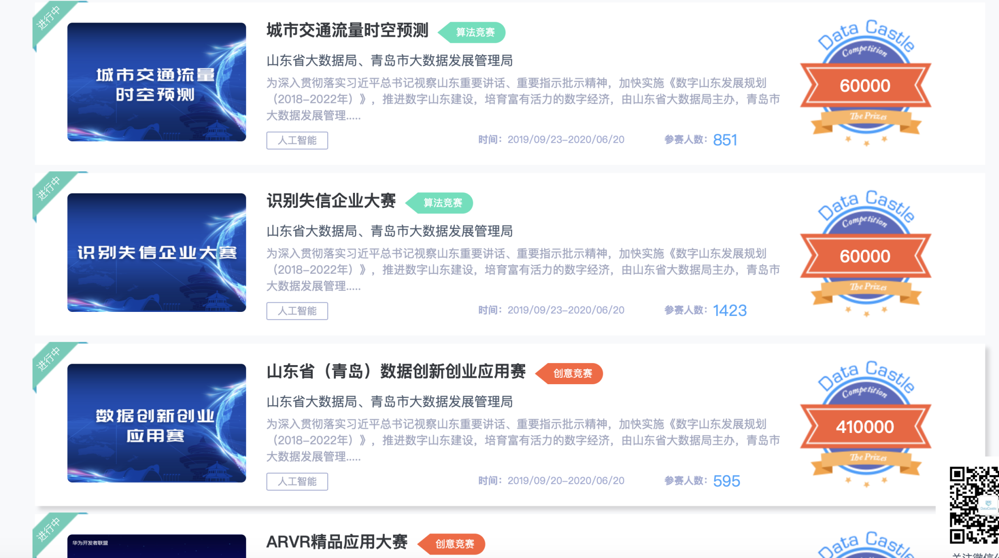 进行中
城市交通流量时空预测 算法竞赛
城市交通流量
时空预测
山东省大数据局、青岛市大数据发展管理局
为深入贯彻落实习近平总书记视察山东重要讲话、重要指示批示精神，加快实施《数字山东发展规划
（2018-2022年）》，推进数字山东建设，培育富有活力的数字经济，由山东省大数据局主办，青岛市
大数据发展管理.....
人工智能 时间：2019/09/23-2020/06/20 参赛人数：851
Data Castle
Competition
60000
The Prizes
进行中
识别失信企业大赛 算法竞赛
识别失信企业大赛
山东省大数据局、青岛市大数据发展管理局
为深入贯彻落实习近平总书记视察山东重要讲话、重要指示批示精神，加快实施《数字山东发展规划
（2018-2022年）》，推进数字山东建设，培育富有活力的数字经济，由山东省大数据局主办，青岛市
大数据发展管理.....
人工智能 时间：2019/09/23-2020/06/20 参赛人数：1423
Data Castle
Competition
60000
The Prizes
进行中
山东省（青岛）数据创新创业应用赛 创意竞赛
数据创新创业
应用赛
山东省大数据局、青岛市大数据发展管理局
为深入贯彻落实习近平总书记视察山东重要讲话、重要指示批示精神，加快实施《数字山东发展规划
（2018-2022年）》，推进数字山东建设，培育富有活力的数字经济，由山东省大数据局主办，青岛市
大数据发展管理.....
人工智能 时间：2019/09/20-2020/06/20 参赛人数：595
Data Castle
Competition
410000
The Prizes
DataCastle
进行中
华为开发者联盟
ARVR精品应用大赛 创意竞赛
Data Castle